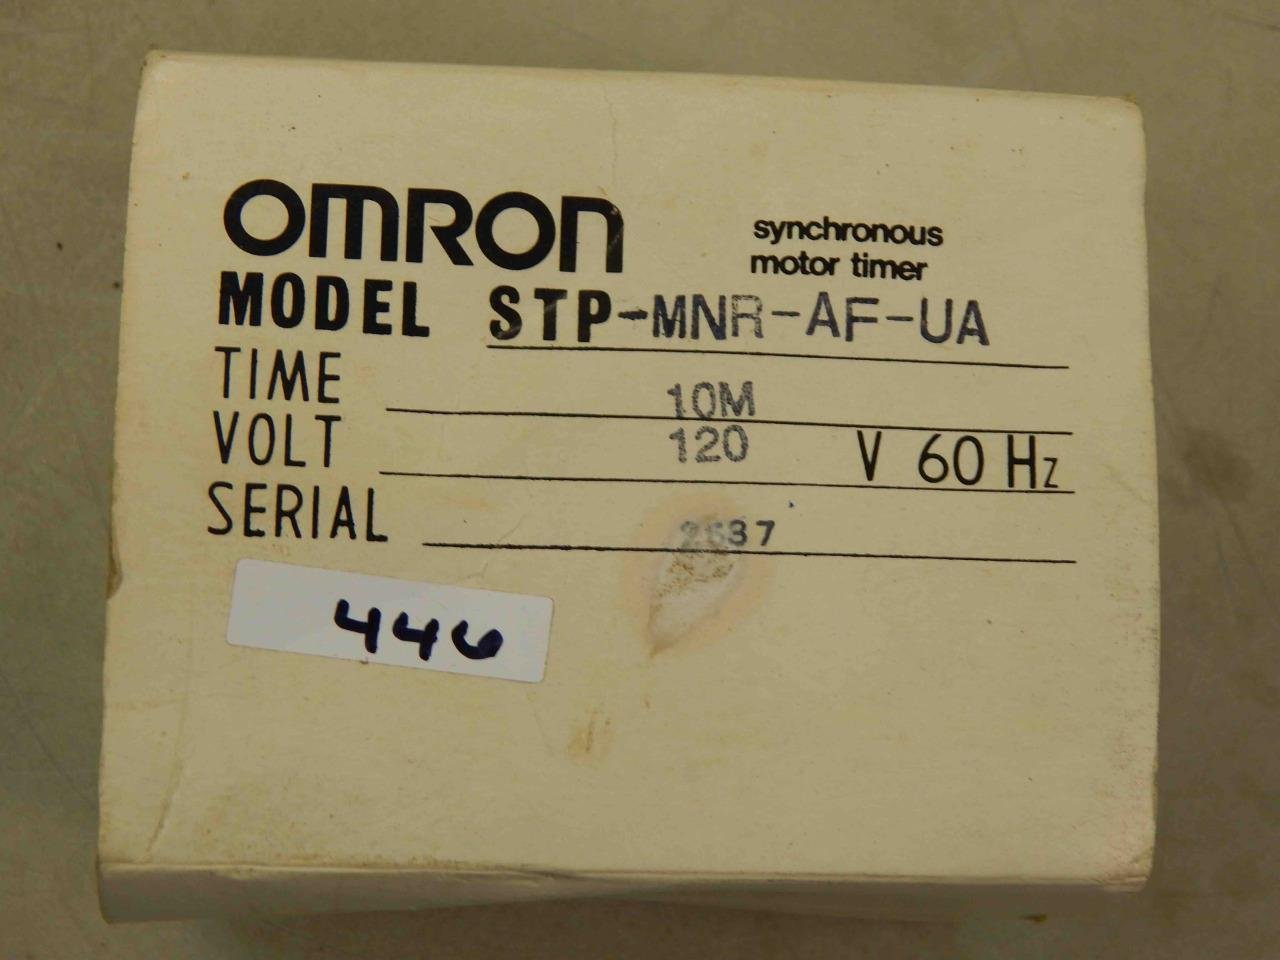 OMRON
synchronous
motor timer
MODEL STP-MNR-AF-UA
TIME 10M
VOLT 120 V 60 Hz
SERIAL
446